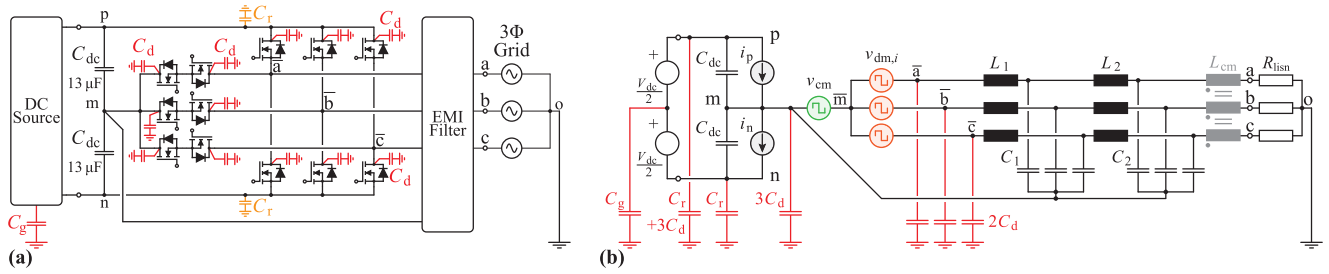 DC
Source
C_g
(a)
p
C_dc
13 μF
m
C_dc
13 μF
n
C_d
C_d
C_r
C_d
a̅
b̅
c̅
C_d
C_r
EMI
Filter
3Φ
Grid
a
b
c
o
(b)
C_g
+
V_dc
2
+
V_dc
2
C_r
+3C_d
C_dc
C_dc
C_r
p
i_p
m
i_n
n
3C_d
v_cm
m̅
v_dm,i
a̅
b̅
c̅
2C_d
L_1
C_1
L_2
C_2
L_cm
a
b
c
R_lisn
o